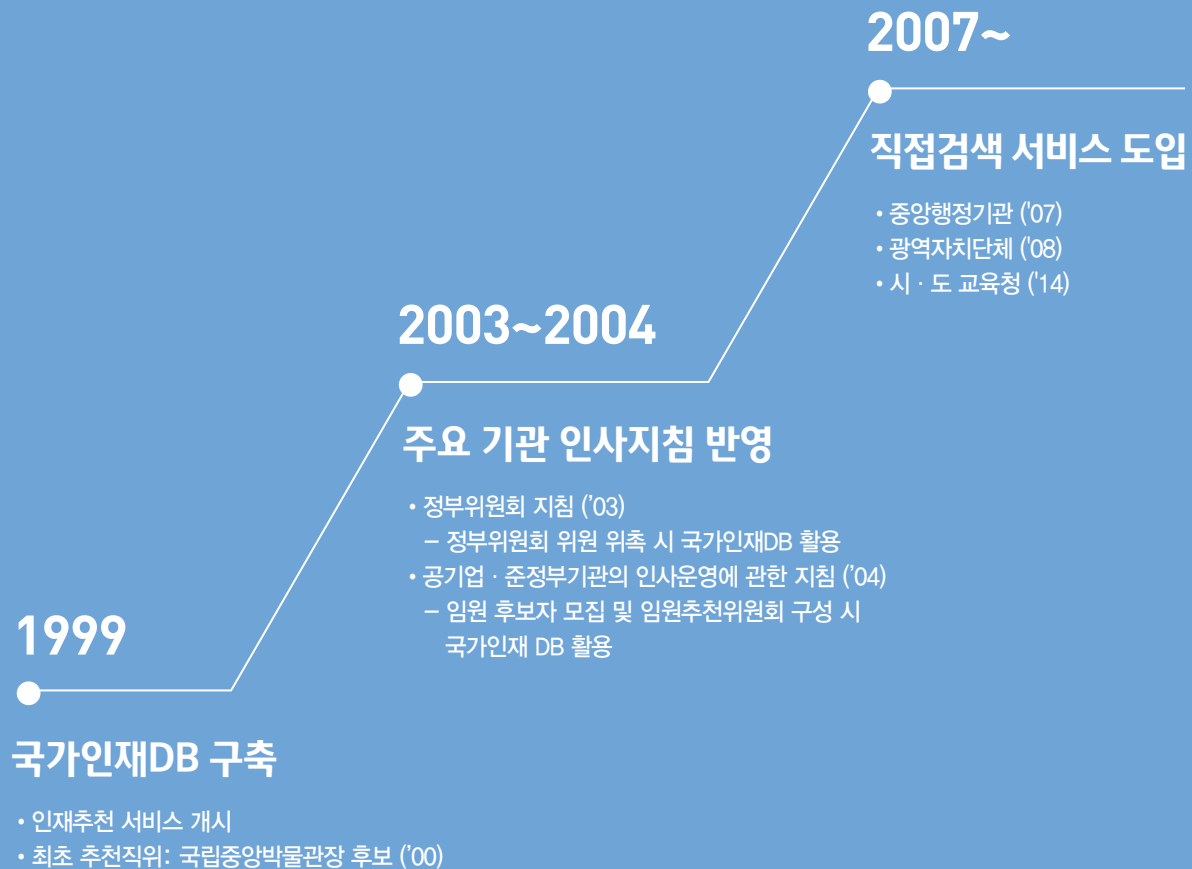 2007~
직접검색 서비스 도입
• 중앙행정기관 ('07)
• 광역자치단체 ('08)
• 시 · 도 교육청 ('14)
2003~2004
주요 기관 인사지침 반영
• 정부위원회 지침 (’03)
– 정부위원회 위원 위촉 시 국가인재DB 활용
• 공기업 · 준정부기관의 인사운영에 관한 지침 (’04)
– 임원 후보자 모집 및 임원추천위원회 구성 시
국가인재 DB 활용
1999
국가인재DB 구축
• 인재추천 서비스 개시
• 최초 추천직위: 국립중앙박물관장 후보 (’00)